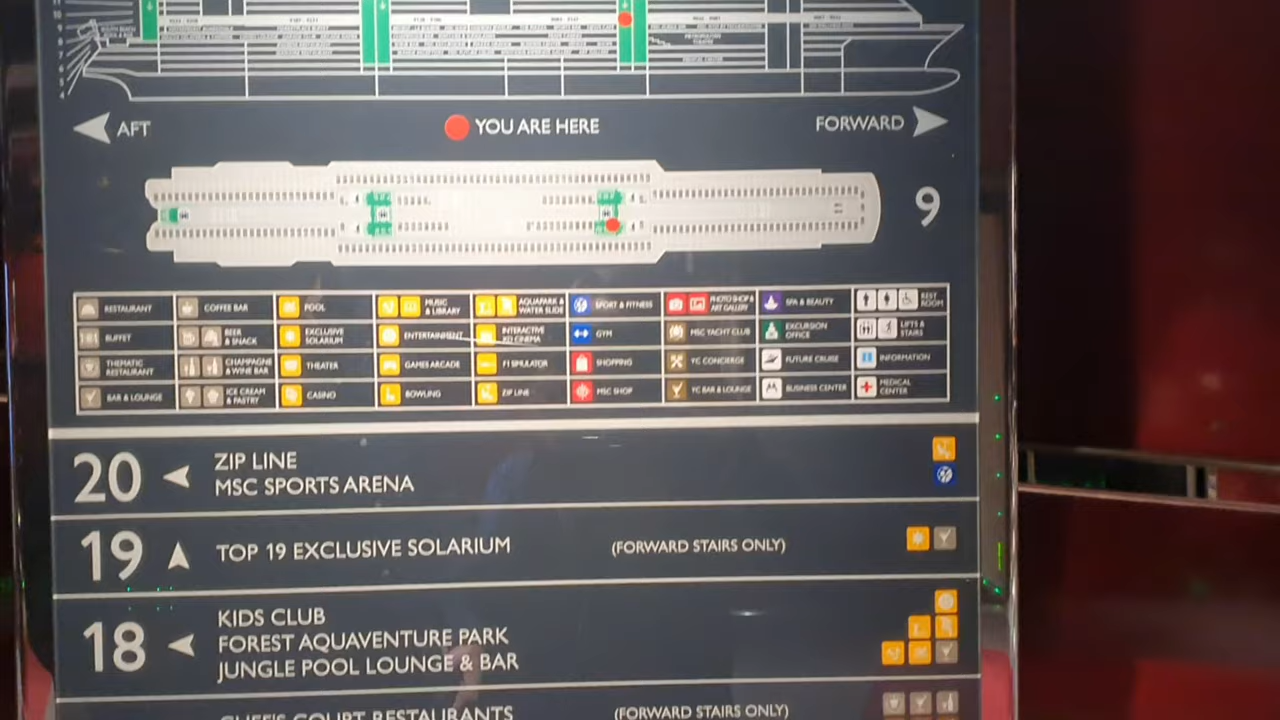 AFT
YOU ARE HERE
FORWARD
9
RESTAURANT
COFFEE BAR
POOL
MUSIC & LIBRARY
AQUAPARK & WATER SLIDE
SPORT & FITNESS
PHOTO SHOP & ART GALLERY
SPA & BEAUTY
REST ROOM
BUFFET
BEER & SNACK
EXCLUSIVE SOLARIUM
ENTERTAINMENT
INTERACTIVE XD CINEMA
GYM
MSC YACHT CLUB
EXCURSION OFFICE
LIFTS & STAIRS
THEMATIC RESTAURANT
CHAMPAGNE & WINE BAR
THEATER
GAMES ARCADE
F1 SIMULATOR
SHOPPING
YC CONCIERGE
FUTURE CRUISE
INFORMATION
BAR & LOUNGE
ICE CREAM & PASTRY
CASINO
BOWLING
ZIP LINE
MSC SHOP
YC BAR & LOUNGE
BUSINESS CENTER
MEDICAL CENTER
20 ZIP LINE
MSC SPORTS ARENA
19 TOP 19 EXCLUSIVE SOLARIUM (FORWARD STAIRS ONLY)
18 KIDS CLUB
FOREST AQUAVENTURE PARK
JUNGLE POOL LOUNGE & BAR
CHEF'S COURT RESTAURANTS (FORWARD STAIRS ONLY)